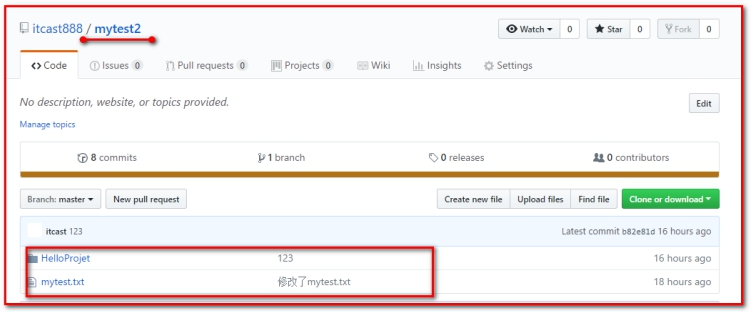 itcast888 / mytest2 Watch 0 Star 0 Fork 0
Code Issues 0 Pull requests 0 Projects 0 Wiki Insights Settings
No description, website, or topics provided. Edit
Manage topics
8 commits 1 branch 0 releases 0 contributors
Branch: master New pull request Create new file Upload files Find file Clone or download
itcast 123 Latest commit b82e81d 16 hours ago
HelloProjet 123 16 hours ago
mytest.txt 修改了mytest.txt 18 hours ago